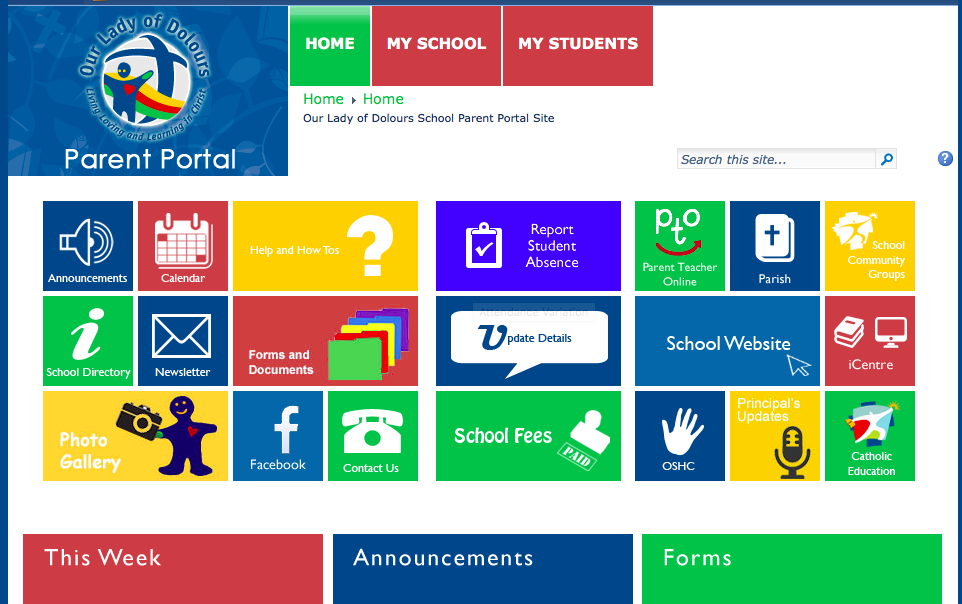 Our Lady of Dolours
Living Loving and Learning in Christ
Parent Portal
HOME
MY SCHOOL
MY STUDENTS
Home ▸ Home
Our Lady of Dolours School Parent Portal Site
Search this site...
?
Announcements
Calendar
Help and How Tos
?
Report
Student
Absence
pto
Parent Teacher
Online
Parish
School
Community
Groups
i
School Directory
Newsletter
Forms and
Documents
Attendance Variation
Update Details
School Website
iCentre
Photo
Gallery
f
Facebook
Contact Us
School Fees
PAID
OSHC
Principal's
Updates
Catholic
Education
This Week
Announcements
Forms